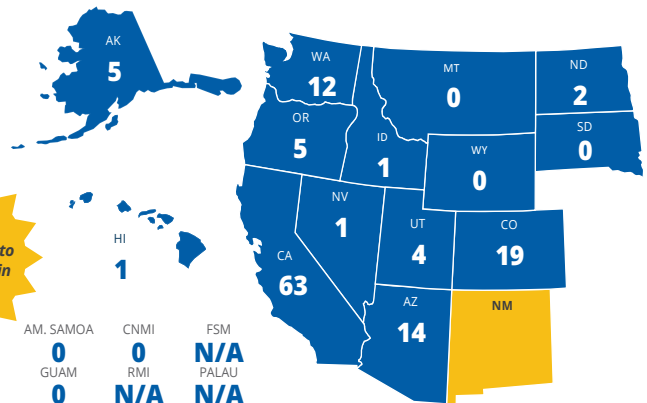 AK
5
WA
12
MT
0
ND
2
OR
5
ID
1
SD
0
WY
0
NV
1
UT
4
CO
19
HI
1
CA
63
AZ
14
NM
to
in
AM. SAMOA CNMI FSM
0 0 N/A
GUAM RMI PALAU
0 N/A N/A